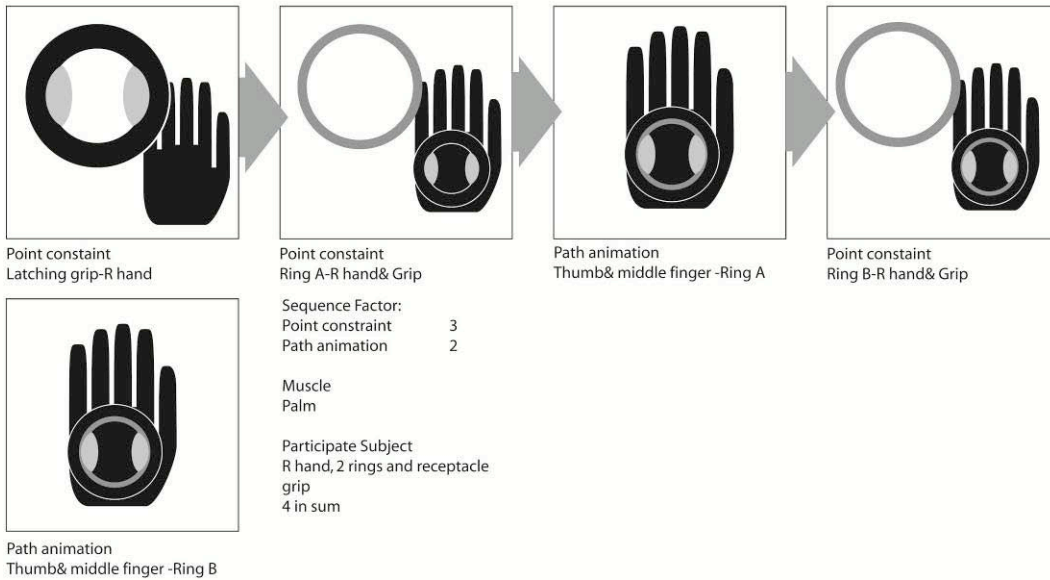 Point constaint
Latching grip-R hand
Point constaint
Ring A-R hand& Grip
Path animation
Thumb& middle finger -Ring A
Point constaint
Ring B-R hand& Grip
Path animation
Thumb& middle finger -Ring B
Sequence Factor:
Point constraint 3
Path animation 2
Muscle
Palm
Participate Subject
R hand, 2 rings and receptacle
grip
4 in sum